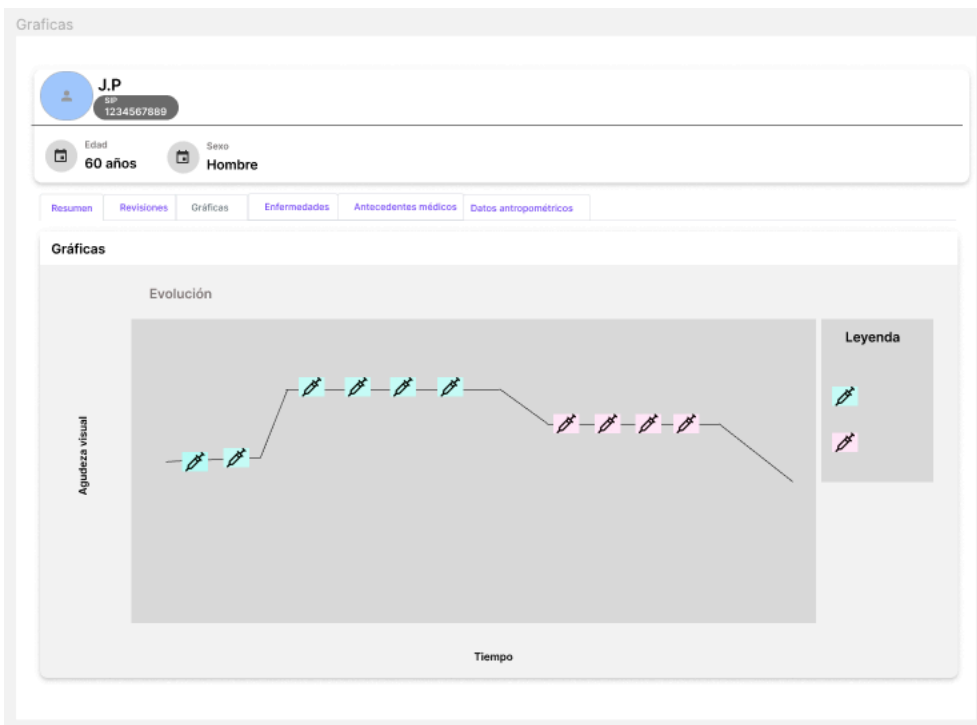 Graficas
J.P
SIP
1234567889
Edad
60 años
Sexo
Hombre
Resumen Revisiones Gráficas Enfermedades Antecedentes médicos Datos antropométricos
Gráficas
Evolución
Leyenda
Agudeza visual
Tiempo